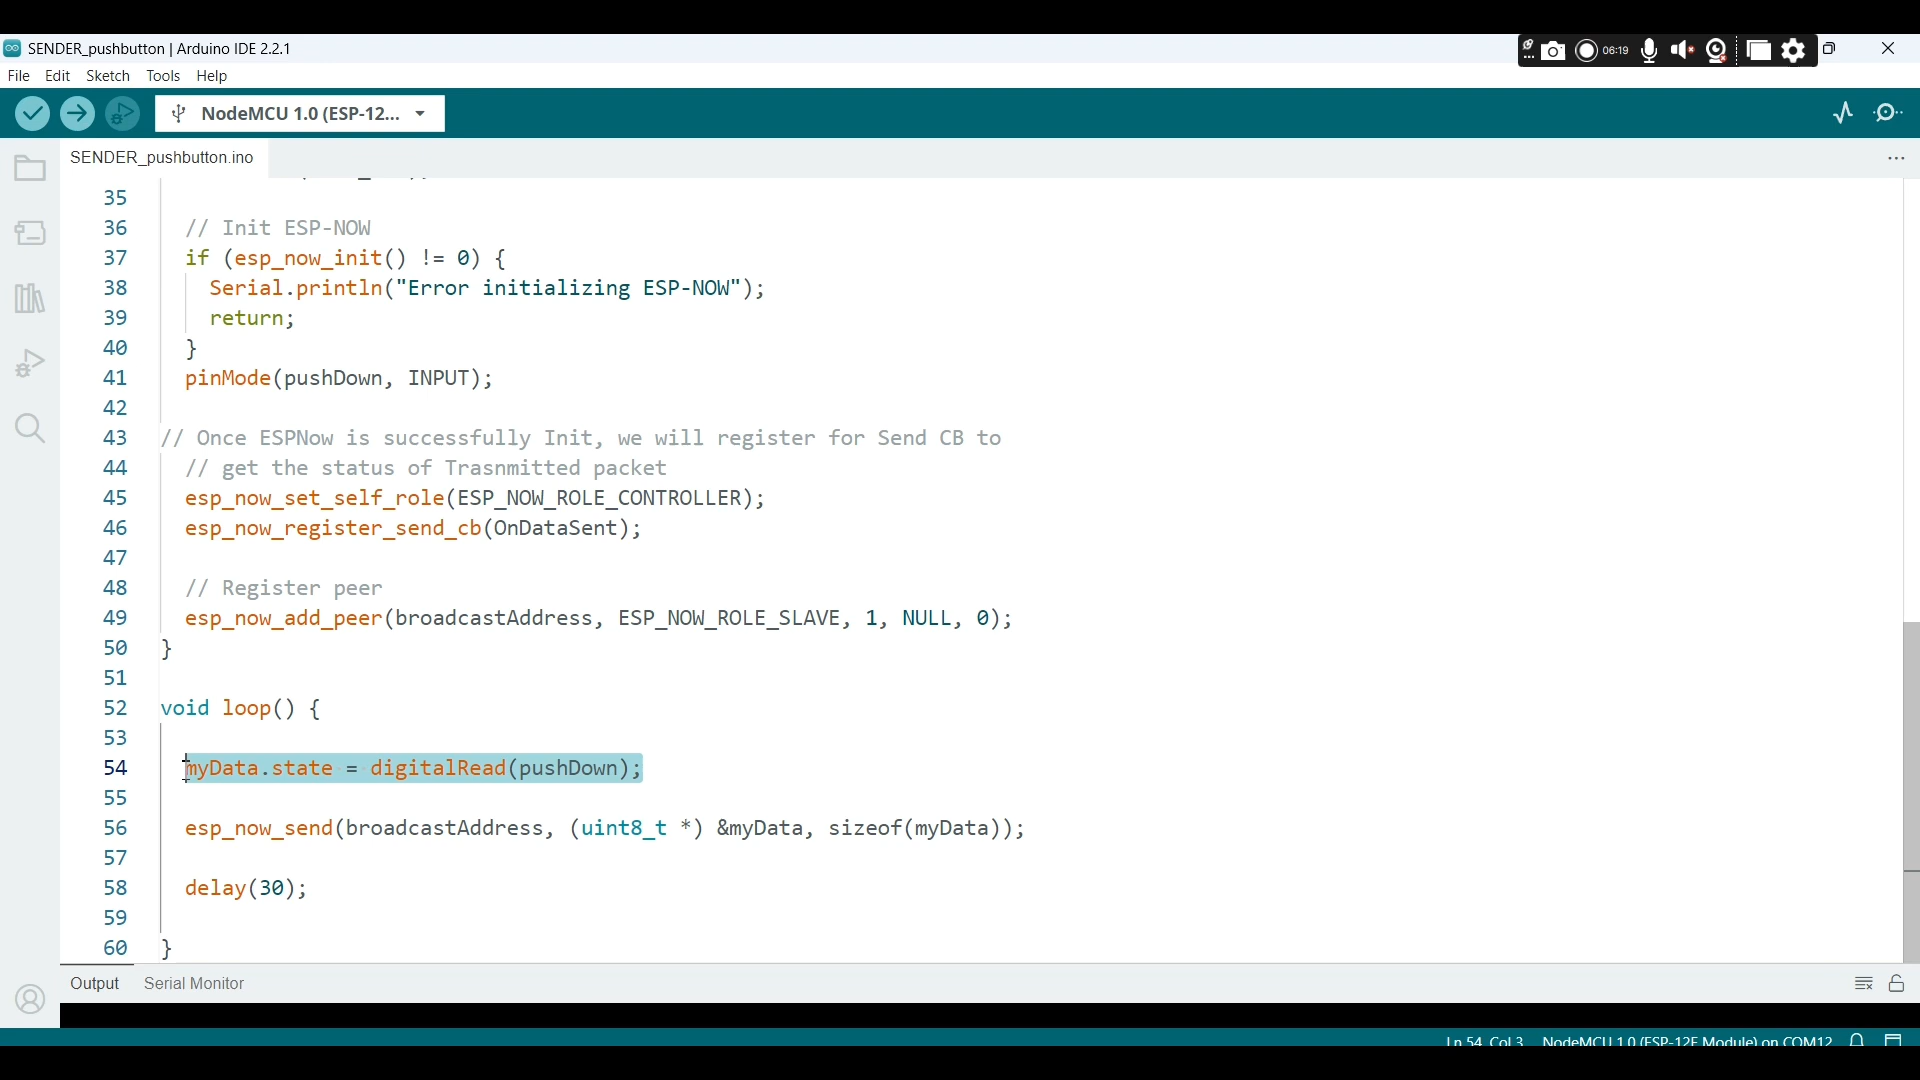 SENDER_pushbutton | Arduino IDE 2.2.1
06:19
File Edit Sketch Tools Help
NodeMCU 1.0 (ESP-12...
SENDER_pushbutton.ino
35
36 // Init ESP-NOW
37 if (esp_now_init() != 0) {
38 Serial.println("Error initializing ESP-NOW");
39 return;
40 }
41 pinMode(pushDown, INPUT);
42
43 // Once ESPNow is successfully Init, we will register for Send CB to
44 // get the status of Trasnmitted packet
45 esp_now_set_self_role(ESP_NOW_ROLE_CONTROLLER);
46 esp_now_register_send_cb(OnDataSent);
47
48 // Register peer
49 esp_now_add_peer(broadcastAddress, ESP_NOW_ROLE_SLAVE, 1, NULL, 0);
50 }
51
52 void loop() {
53
54 myData.state = digitalRead(pushDown);
55
56 esp_now_send(broadcastAddress, (uint8_t *) &myData, sizeof(myData));
57
58 delay(30);
59
60 }
Output Serial Monitor
Ln 54, Col 3 NodeMCU 1.0 (ESP-12E Module) on COM12